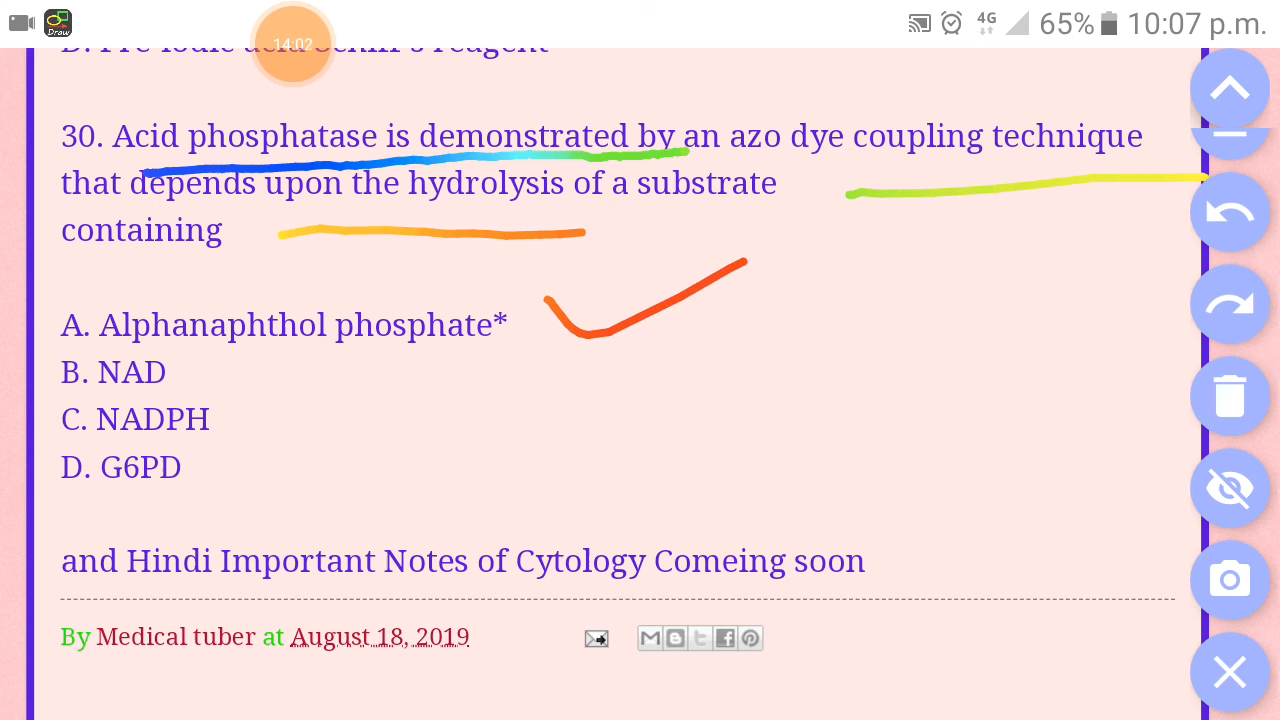 Draw
14:02
4G
65%
10:07 p.m.
30. Acid phosphatase is demonstrated by an azo dye coupling technique
that depends upon the hydrolysis of a substrate
containing
A. Alphanaphthol phosphate*
B. NAD
C. NADPH
D. G6PD
and Hindi Important Notes of Cytology Comeing soon
By Medical tuber at August 18, 2019